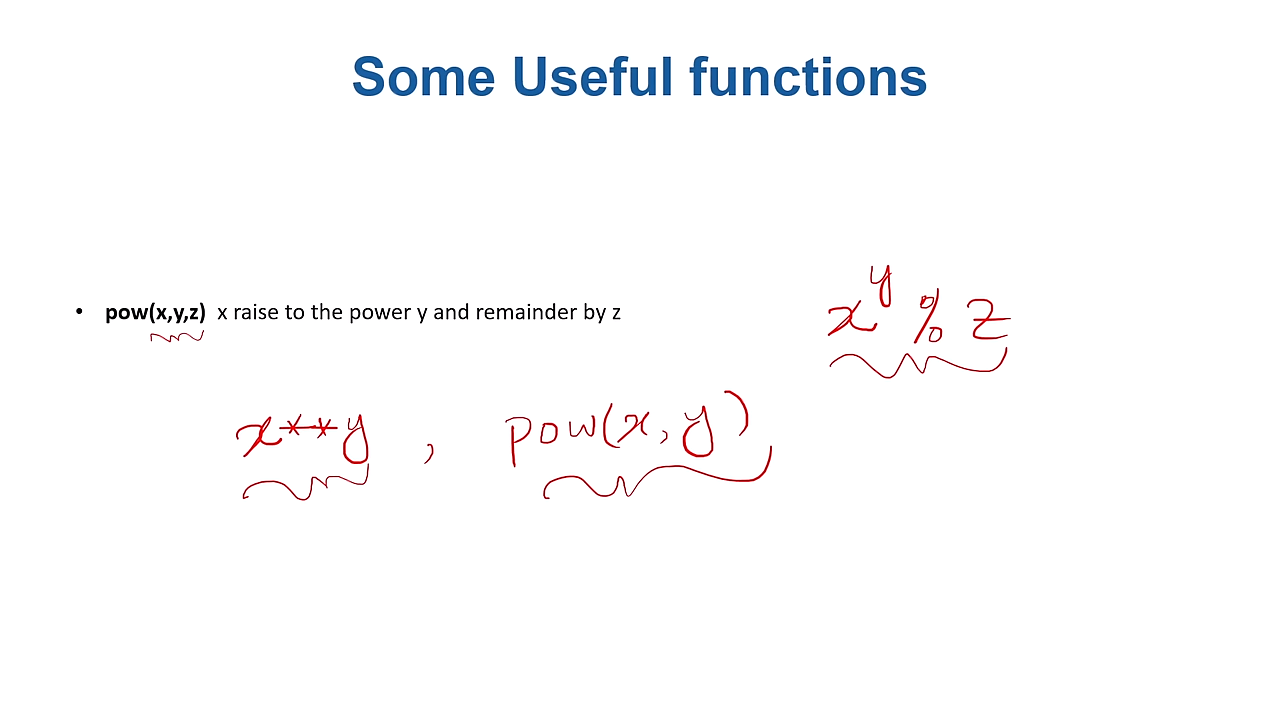 Some Useful functions
• pow(x,y,z) x raise to the power y and remainder by z
x^y % z
x**y , pow(x,y)